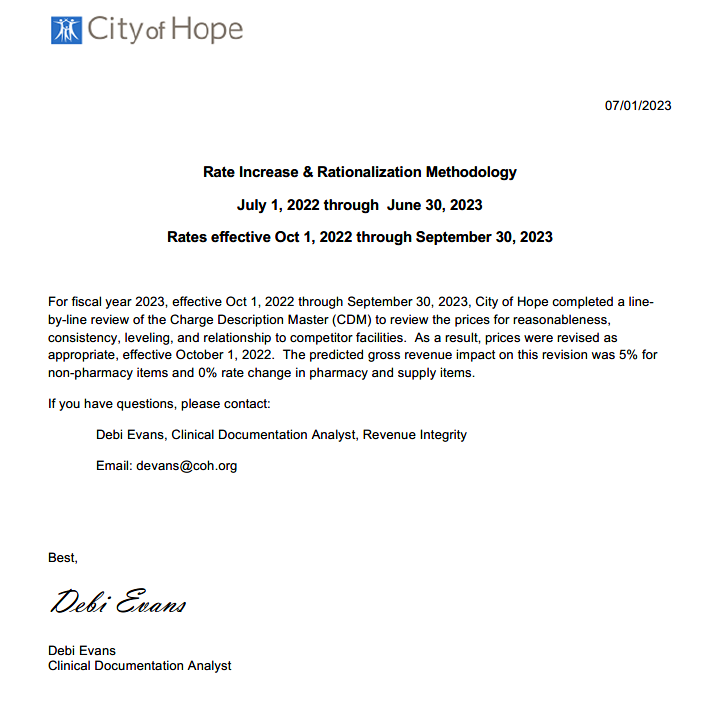 City of Hope
07/01/2023
Rate Increase & Rationalization Methodology
July 1, 2022 through June 30, 2023
Rates effective Oct 1, 2022 through September 30, 2023
For fiscal year 2023, effective Oct 1, 2022 through September 30, 2023, City of Hope completed a line-
by-line review of the Charge Description Master (CDM) to review the prices for reasonableness,
consistency, leveling, and relationship to competitor facilities.  As a result, prices were revised as
appropriate, effective October 1, 2022.  The predicted gross revenue impact on this revision was 5% for
non-pharmacy items and 0% rate change in pharmacy and supply items.
If you have questions, please contact:
Debi Evans, Clinical Documentation Analyst, Revenue Integrity
Email: devans@coh.org
Best,
Debi Evans
Debi Evans
Clinical Documentation Analyst